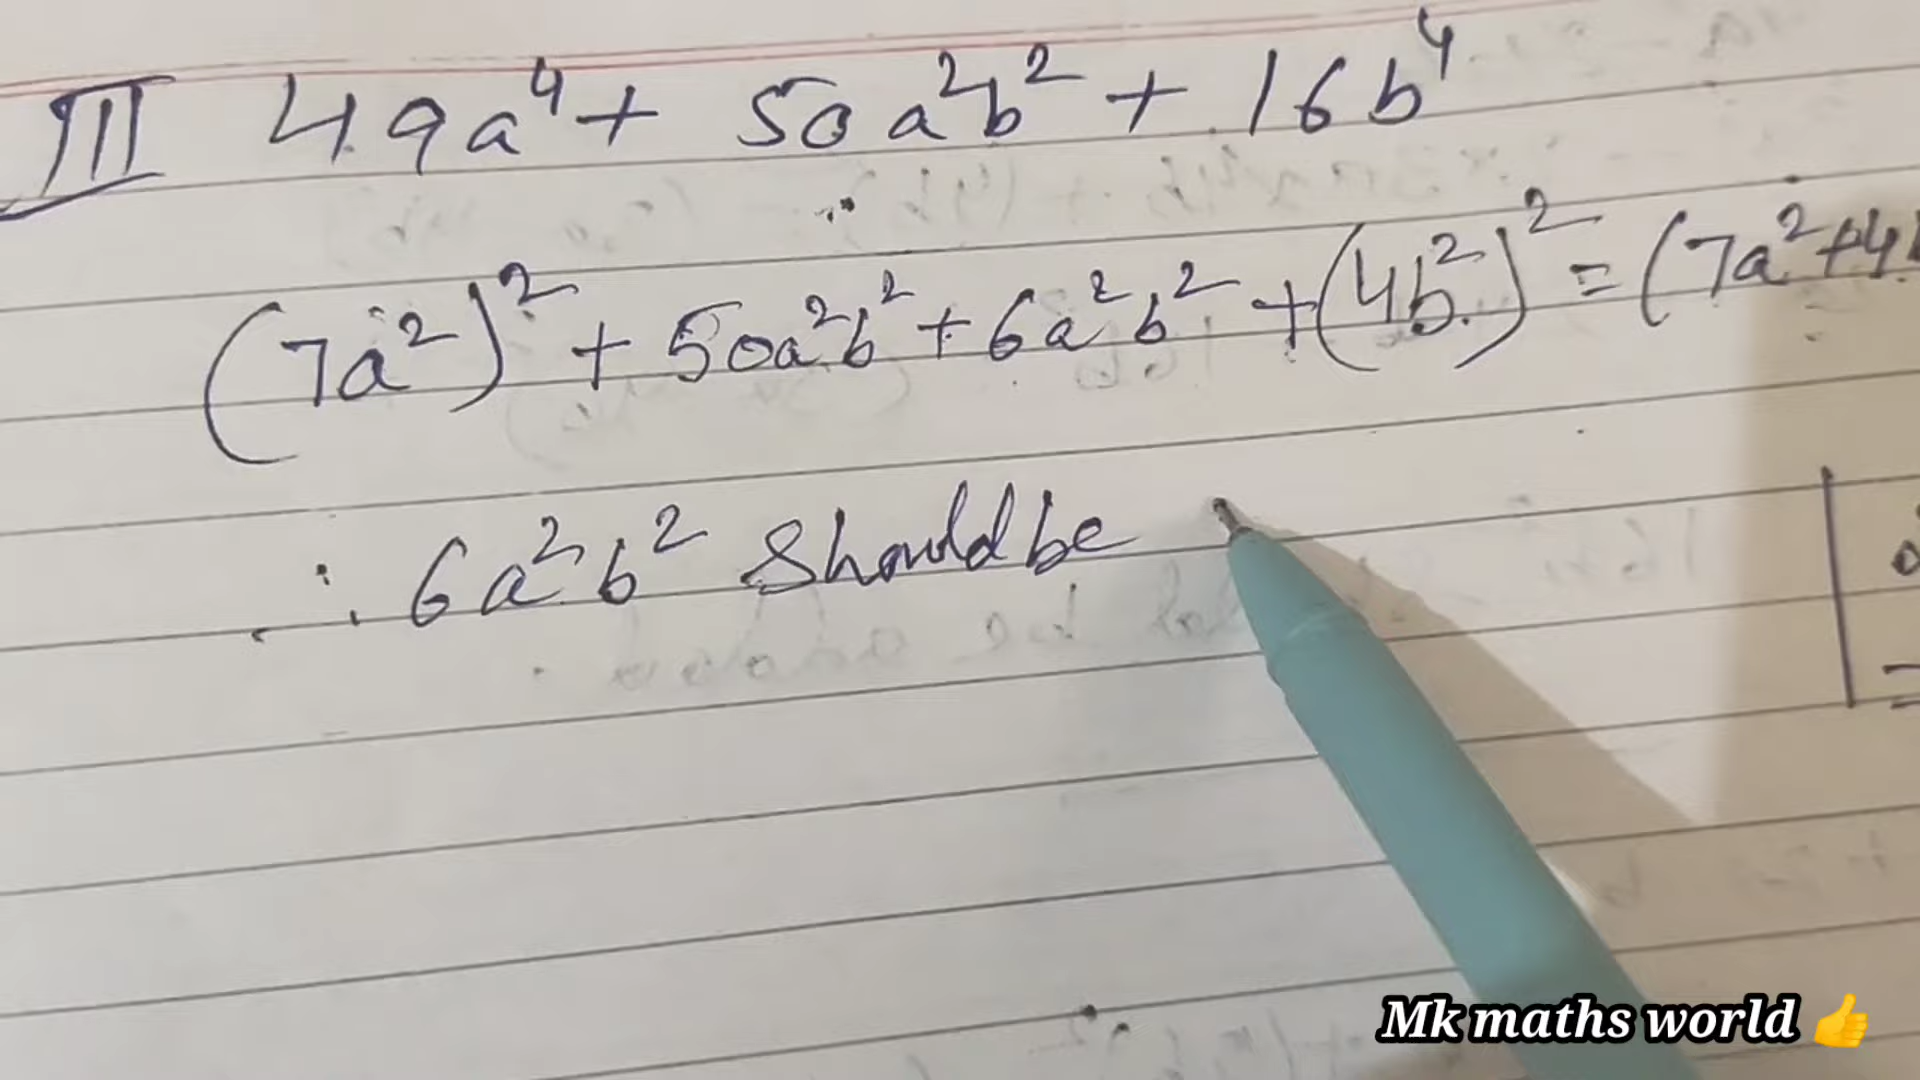 III 49a⁴ + 50a²b² + 16b⁴
(7a²)² + 50a²b² + 6a²b² + (4b²)² = (7a² + 4
∴ 6a²b² Should be
Mk maths world 👍